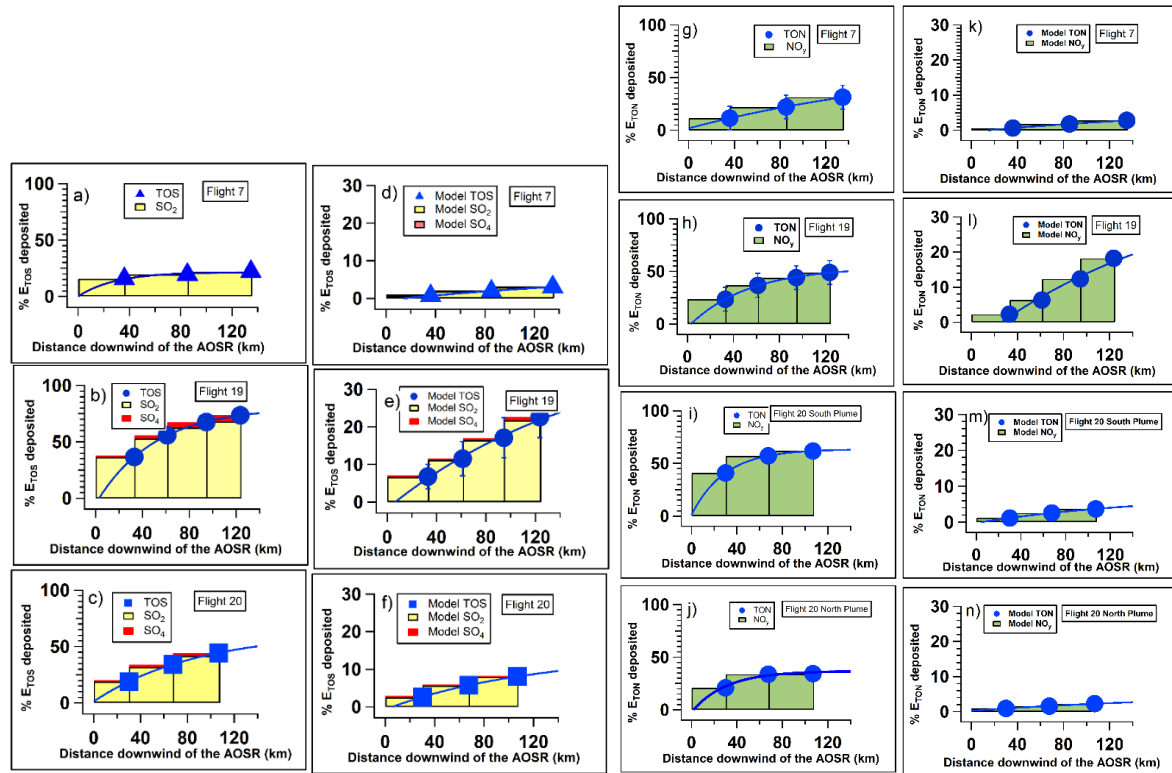 a)
TOS
SO2
Flight 7
% ETOS deposited
100
50
0
0 40 80 120
Distance downwind of the AOSR (km)
b)
TOS
SO2
SO4
Flight 19
% ETOS deposited
100
50
0
0 40 80 120
Distance downwind of the AOSR (km)
c)
TOS
SO2
SO4
Flight 20
% ETOS deposited
100
50
0
0 40 80 120
Distance downwind of the AOSR (km)
d)
Model TOS
Model SO2
Model SO4
Flight 7
% ETOS deposited
30
20
10
0
0 40 80 120
Distance downwind of the AOSR (km)
e)
Model TOS
Model SO2
Model SO4
Flight 19
% ETOS deposited
30
20
10
0
0 40 80 120
Distance downwind of the AOSR (km)
f)
Model TOS
Model SO2
Model SO4
Flight 20
% ETOS deposited
30
20
10
0
0 40 80 120
Distance downwind of the AOSR (km)
g)
TON
NOy
Flight 7
% ETON deposited
100
50
0
0 40 80 120
Distance downwind of the AOSR (km)
h)
TON
NOy
Flight 19
% ETON deposited
100
50
0
0 40 80 120
Distance downwind of the AOSR (km)
i)
TON
NOy
Flight 20 South Plume
% ETON deposited
100
50
0
0 40 80 120
Distance downwind of the AOSR (km)
j)
TON
NOy
Flight 20 North Plume
% ETON deposited
100
50
0
0 40 80 120
Distance downwind of the AOSR (km)
k)
Model TON
Model NOy
Flight 7
% ETON deposited
30
20
10
0
0 40 80 120
Distance downwind of the AOSR (km)
l)
Model TON
Model NOy
Flight 19
% ETON deposited
30
20
10
0
0 40 80 120
Distance downwind of the AOSR (km)
m)
Model TON
Model NOy
Flight 20 South Plume
% ETON deposited
30
20
10
0
0 40 80 120
Distance downwind of the AOSR (km)
n)
Model TON
Model NOy
Flight 20 North Plume
% ETON deposited
30
20
10
0
0 40 80 120
Distance downwind of the AOSR (km)